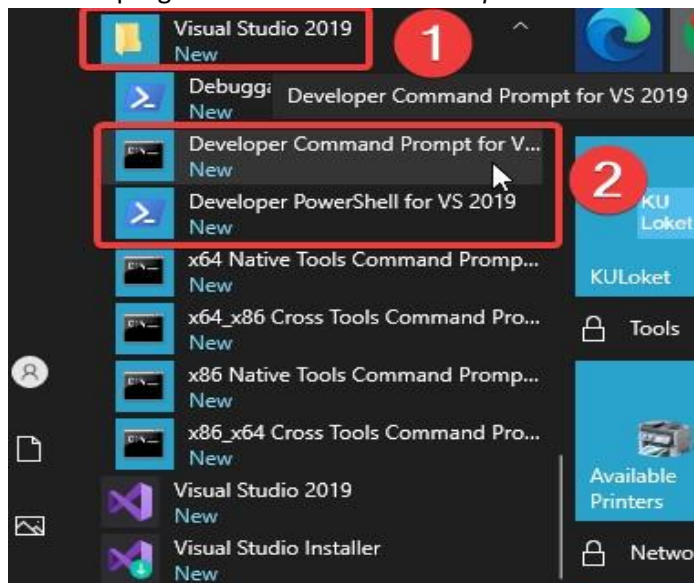 Visual Studio 2019
New
1
Debugga
New
Developer Command Prompt for VS 2019
Developer Command Prompt for V...
New
Developer PowerShell for VS 2019
New
2
x64 Native Tools Command Promp...
New
x64_x86 Cross Tools Command Pro...
New
x86 Native Tools Command Promp...
New
x86_x64 Cross Tools Command Pro...
New
Visual Studio 2019
New
Visual Studio Installer
New
KU
Loket
KULoket
Tools
Available
Printers
Netwo